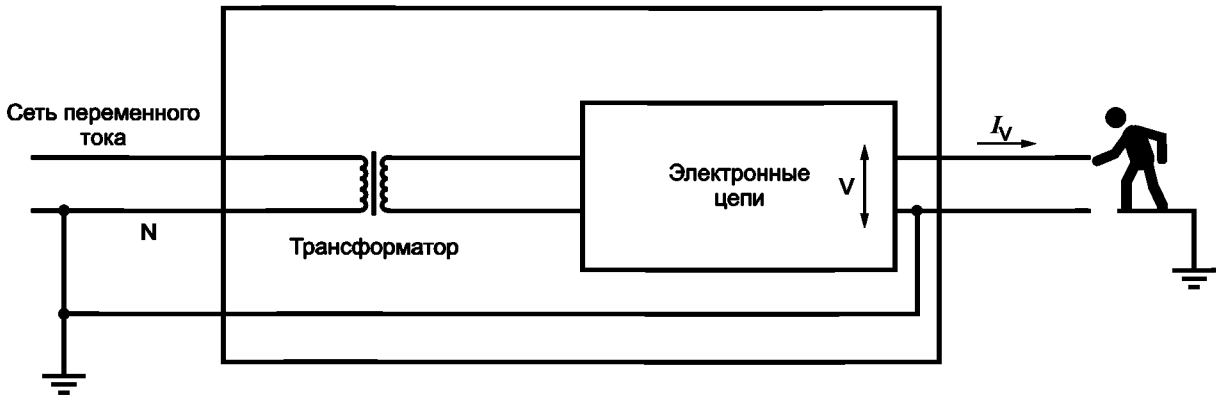 Сеть переменного
тока
N
Трансформатор
Электронные
цепи
V
I_V